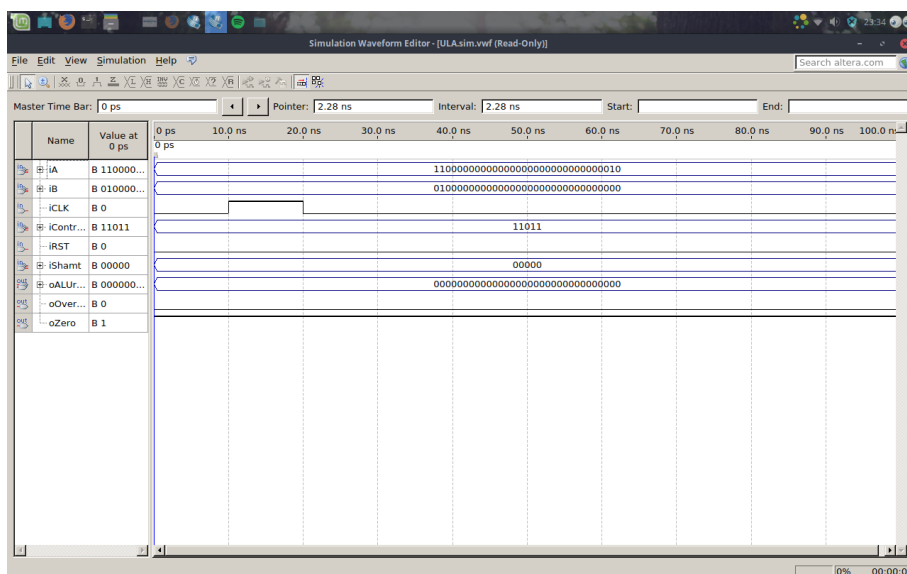 23:34
Simulation Waveform Editor - [ULA.sim.vwf (Read-Only)]
File Edit View Simulation Help
Search altera.com
Master Time Bar: 0 ps Pointer: 2.28 ns Interval: 2.28 ns Start: End:
Name Value at 0 ps
0 ps 10.0 ns 20.0 ns 30.0 ns 40.0 ns 50.0 ns 60.0 ns 70.0 ns 80.0 ns 90.0 ns 100.0 n
0 ps
iA B 110000... 11000000000000000000000000000010
iB B 010000... 01000000000000000000000000000000
iCLK B 0
iContr... B 11011 11011
iRST B 0
iShamt B 00000 00000
oALUr... B 000000... 00000000000000000000000000000000
oOver... B 0
oZero B 1
0% 00:00:0